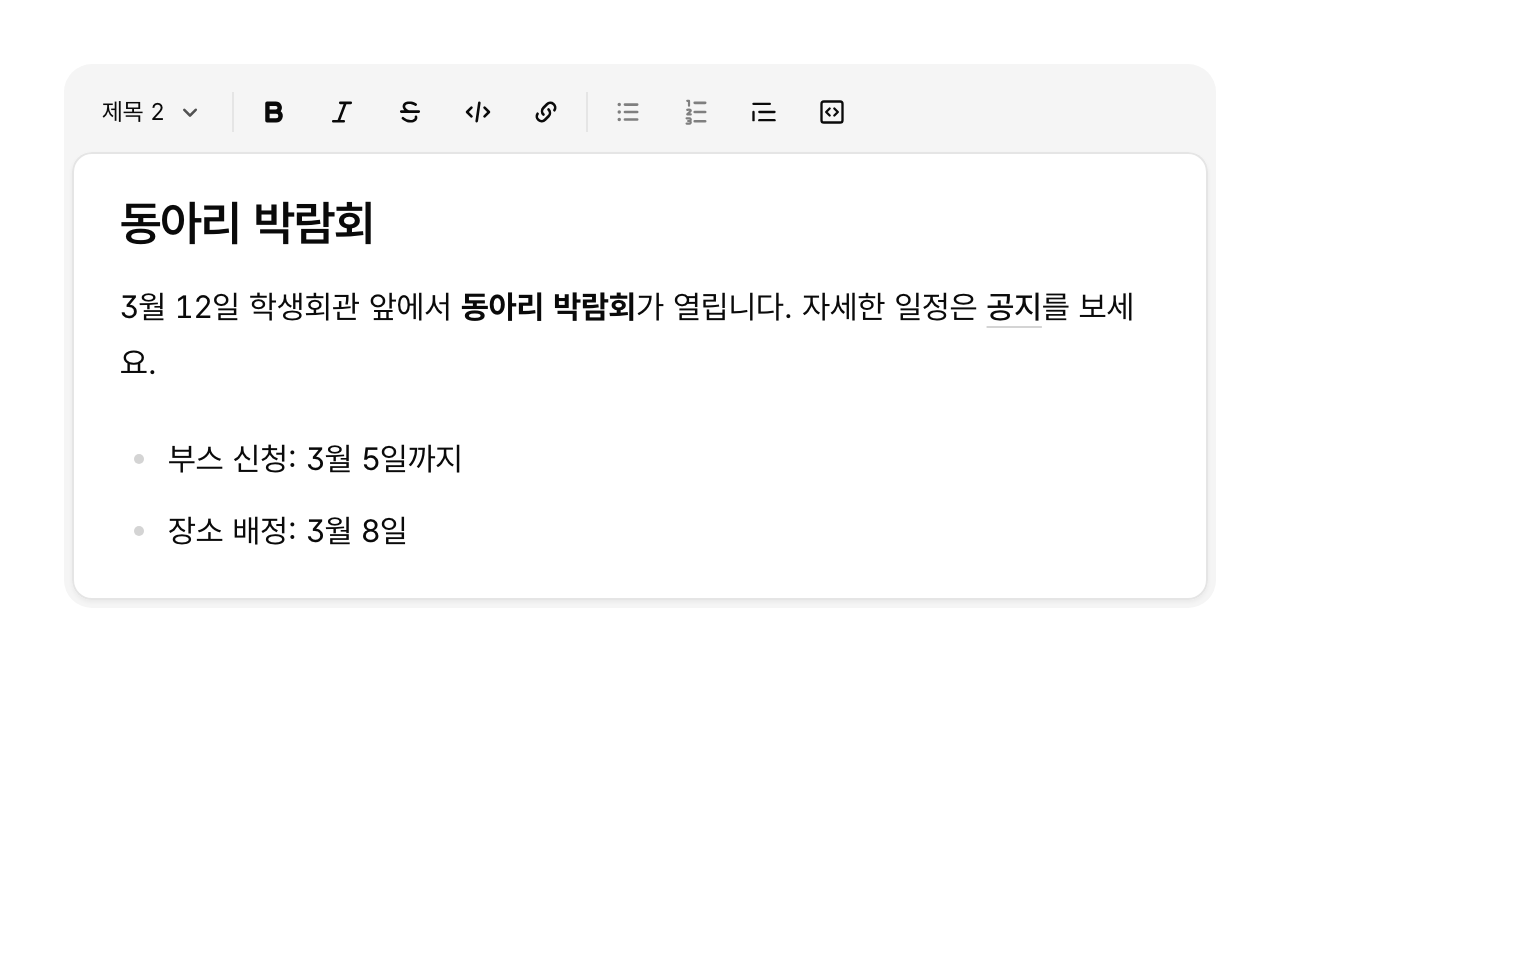 제목 2
동아리 박람회
3월 12일 학생회관 앞에서 동아리 박람회가 열립니다. 자세한 일정은 공지를 보세
요.
부스 신청: 3월 5일까지
장소 배정: 3월 8일